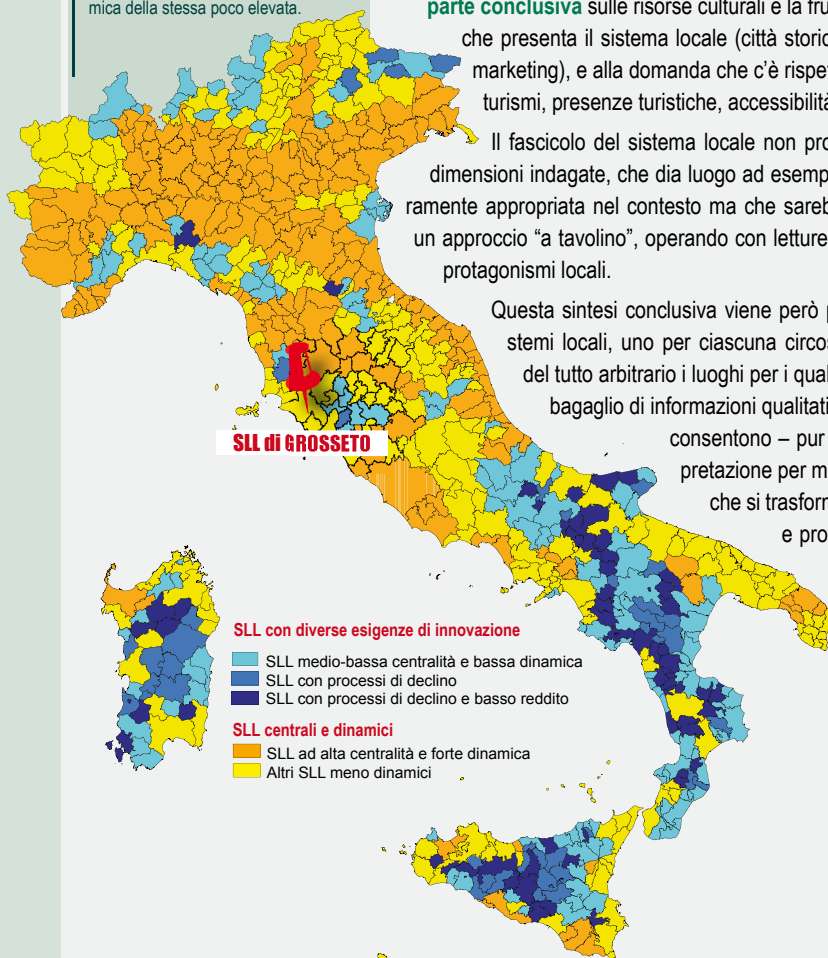 mica della stessa poco elevata.
parte conclusiva sulle risorse culturali e la fru
che presenta il sistema locale (città storic
marketing), e alla domanda che c'è rispe
turismi, presenze turistiche, accessibilità
Il fascicolo del sistema locale non pro
dimensioni indagate, che dia luogo ad esemp
ramente appropriata nel contesto ma che sareb
un approccio “a tavolino”, operando con letture
protagonismi locali.
Questa sintesi conclusiva viene però p
stemi locali, uno per ciascuna circos
del tutto arbitrario i luoghi per i qual
bagaglio di informazioni qualitati
consentono – pur
pretazione per m
che si trasforn
e pro
SLL di GROSSETO
SLL con diverse esigenze di innovazione
SLL medio-bassa centralità e bassa dinamica
SLL con processi di declino
SLL con processi di declino e basso reddito
SLL centrali e dinamici
SLL ad alta centralità e forte dinamica
Altri SLL meno dinamici